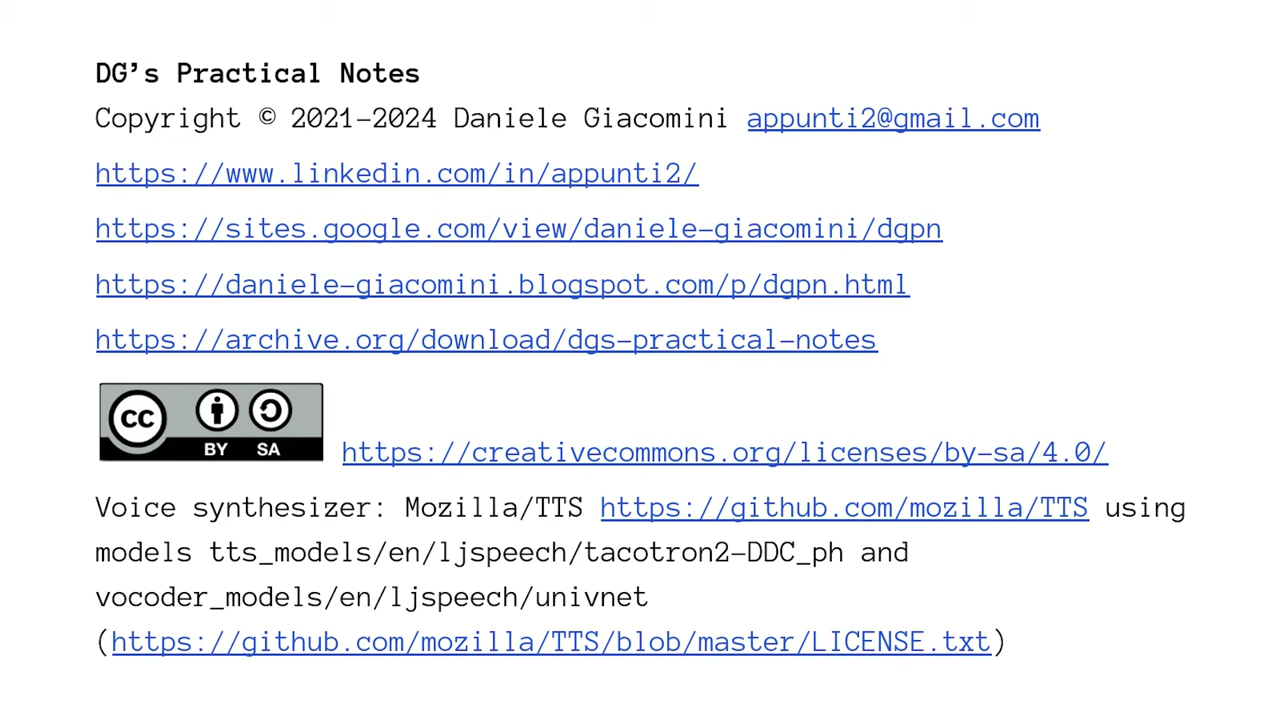 DG’s Practical Notes
Copyright © 2021-2024 Daniele Giacomini appunti2@gmail.com
https://www.linkedin.com/in/appunti2/
https://sites.google.com/view/daniele-giacomini/dgpn
https://daniele-giacomini.blogspot.com/p/dgpn.html
https://archive.org/download/dgs-practical-notes
CC BY SA https://creativecommons.org/licenses/by-sa/4.0/
Voice synthesizer: Mozilla/TTS https://github.com/mozilla/TTS using
models tts_models/en/ljspeech/tacotron2-DDC_ph and
vocoder_models/en/ljspeech/univnet
(https://github.com/mozilla/TTS/blob/master/LICENSE.txt)